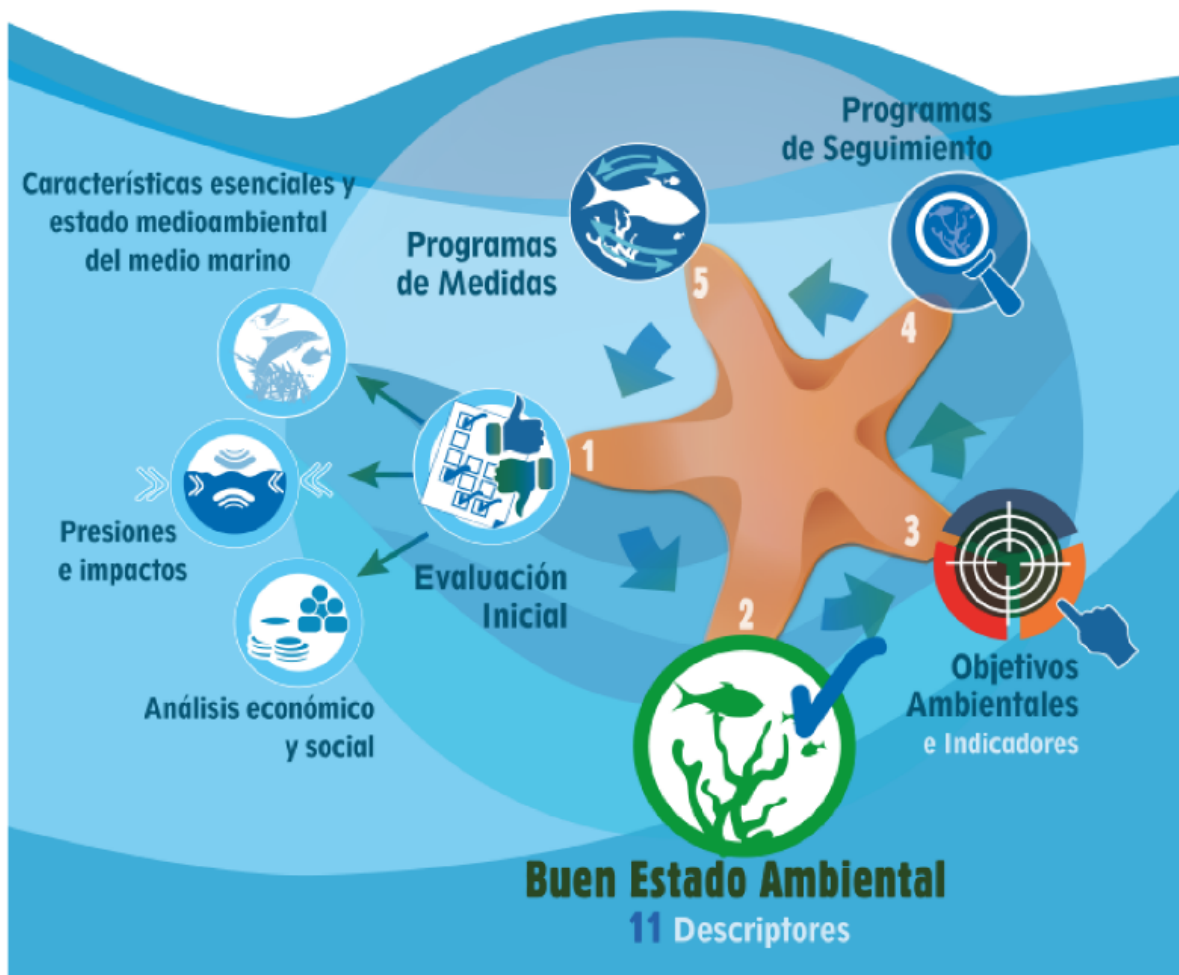 Programas
de Seguimiento
Características esenciales y
estado medioambiental
del medio marino
Programas
de Medidas
5
4
1
Presiones
e impactos
Evaluación
Inicial
3
2
Objetivos
Ambientales
e Indicadores
Análisis económico
y social
Buen Estado Ambiental
11 Descriptores